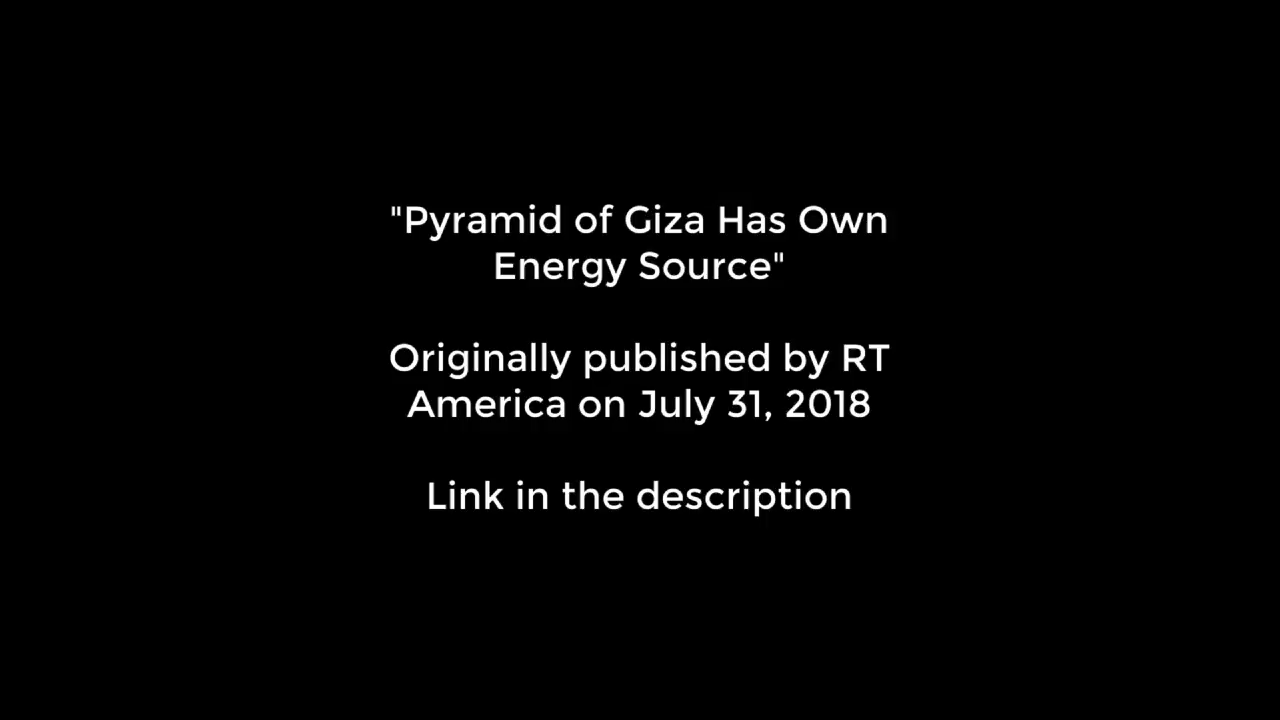 "Pyramid of Giza Has Own
Energy Source"
Originally published by RT
America on July 31, 2018
Link in the description